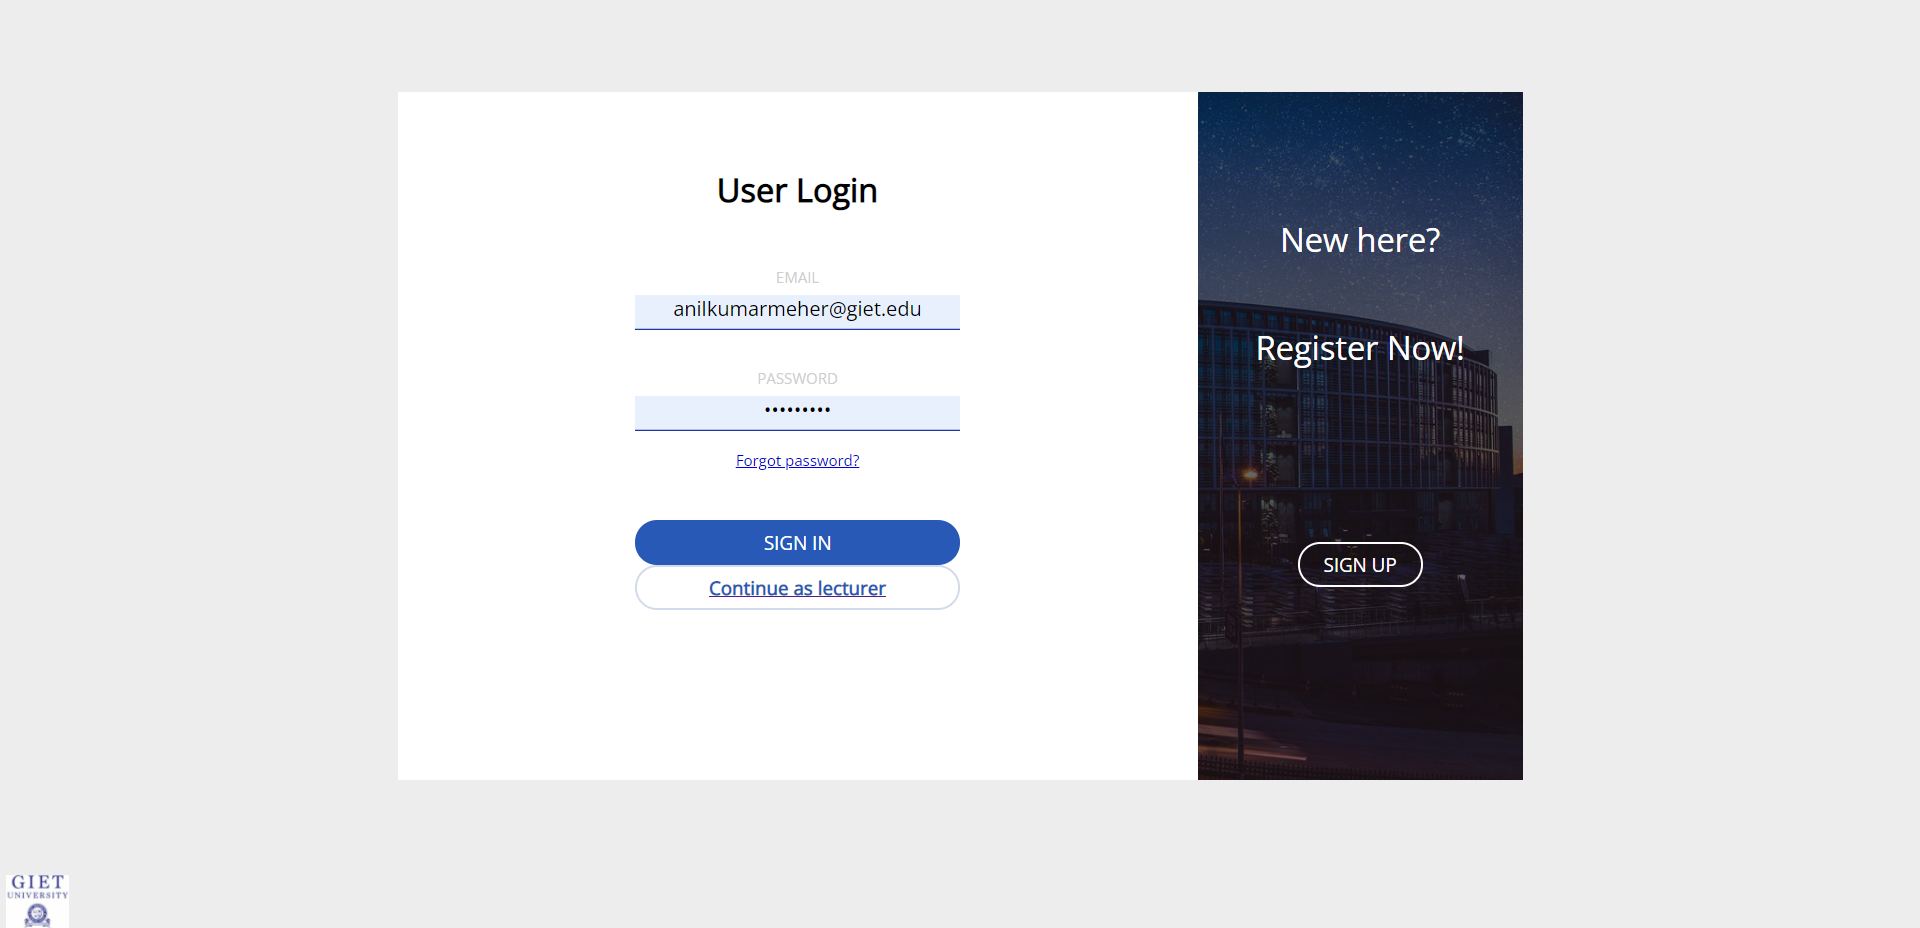 User Login
EMAIL
anilkumarmeher@giet.edu
PASSWORD
•••••••••
Forgot password?
SIGN IN
Continue as lecturer
New here?
Register Now!
SIGN UP
GIET
UNIVERSITY